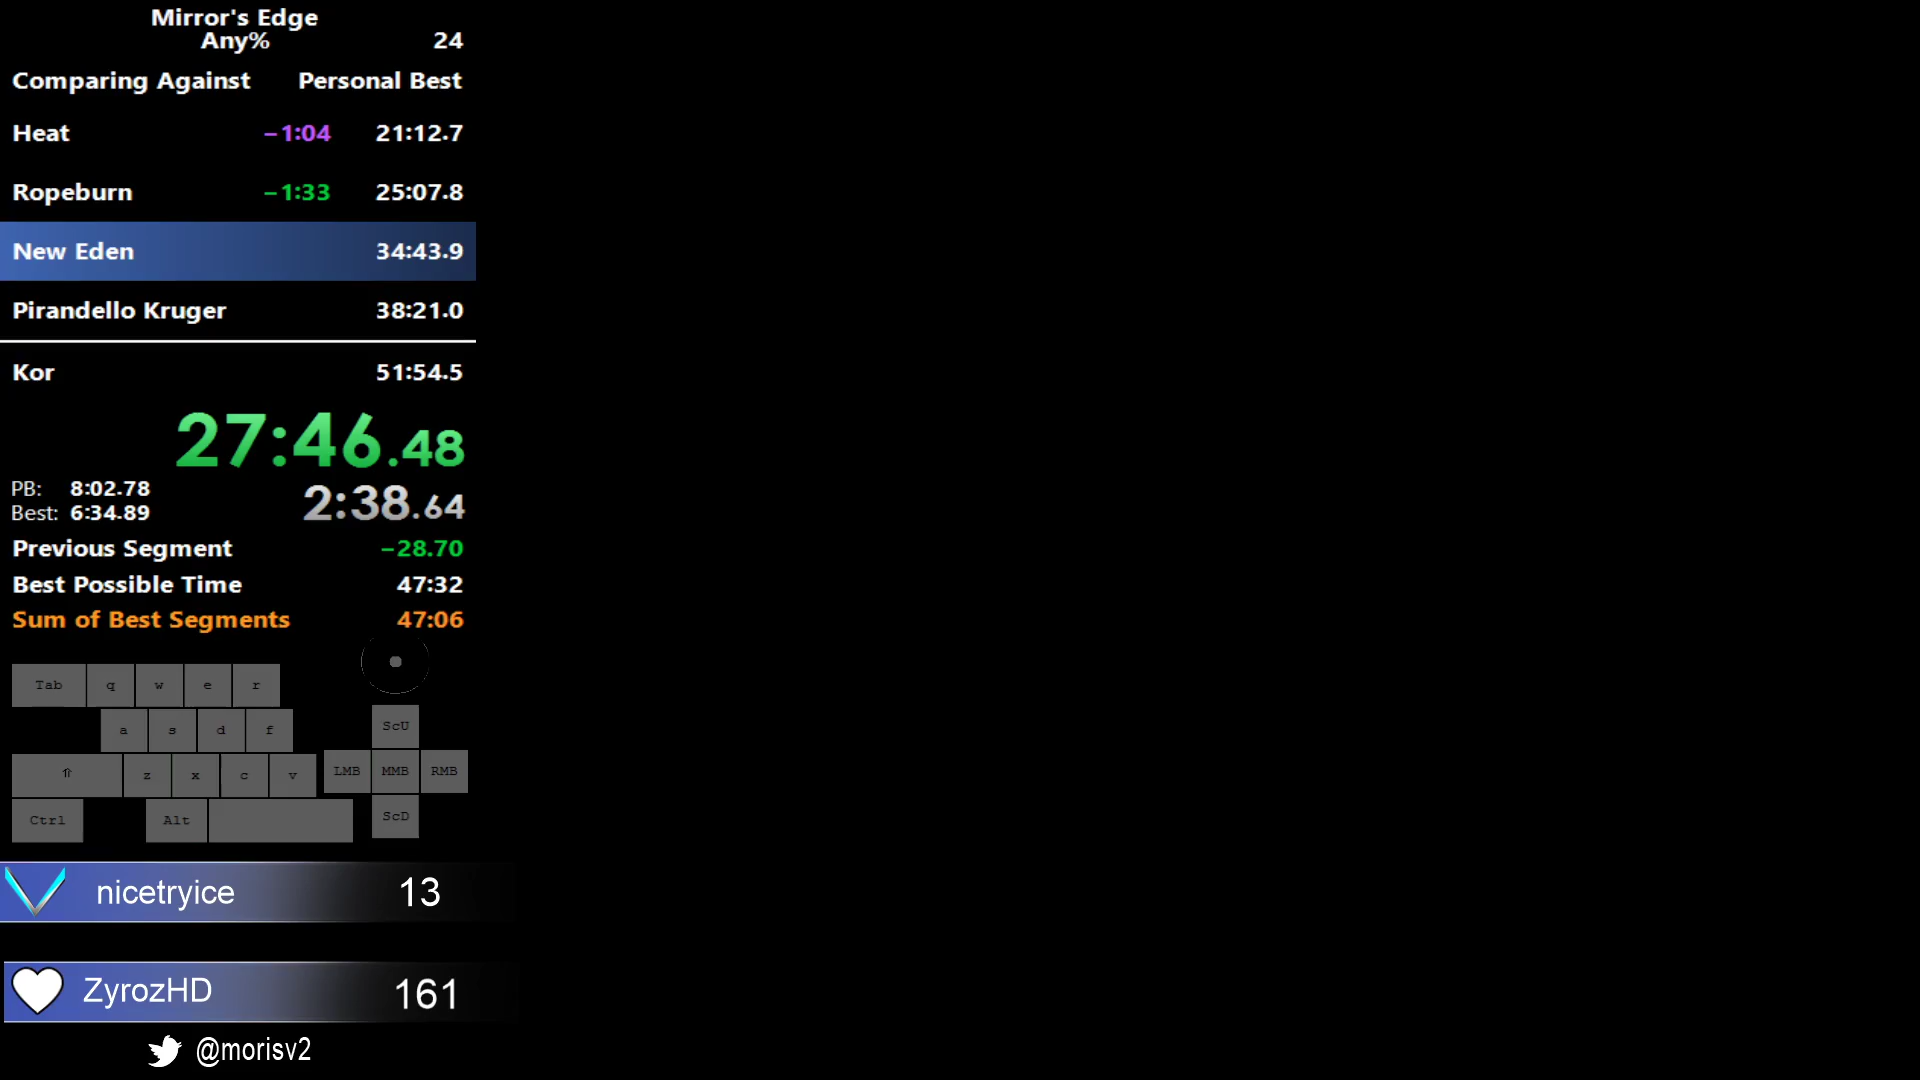 Mirror's Edge
Any% 24
Comparing Against Personal Best
Heat −1:04 21:12.7
Ropeburn −1:33 25:07.8
New Eden 34:43.9
Pirandello Kruger 38:21.0
Kor 51:54.5
27:46.48
PB: 8:02.78
Best: 6:34.89
2:38.64
Previous Segment −28.70
Best Possible Time 47:32
Sum of Best Segments 47:06
Tab q w e r
a s d f ScU
⇧ z x c v LMB MMB RMB
Ctrl Alt ScD
nicetryice 13
ZyrozHD 161
@morisv2